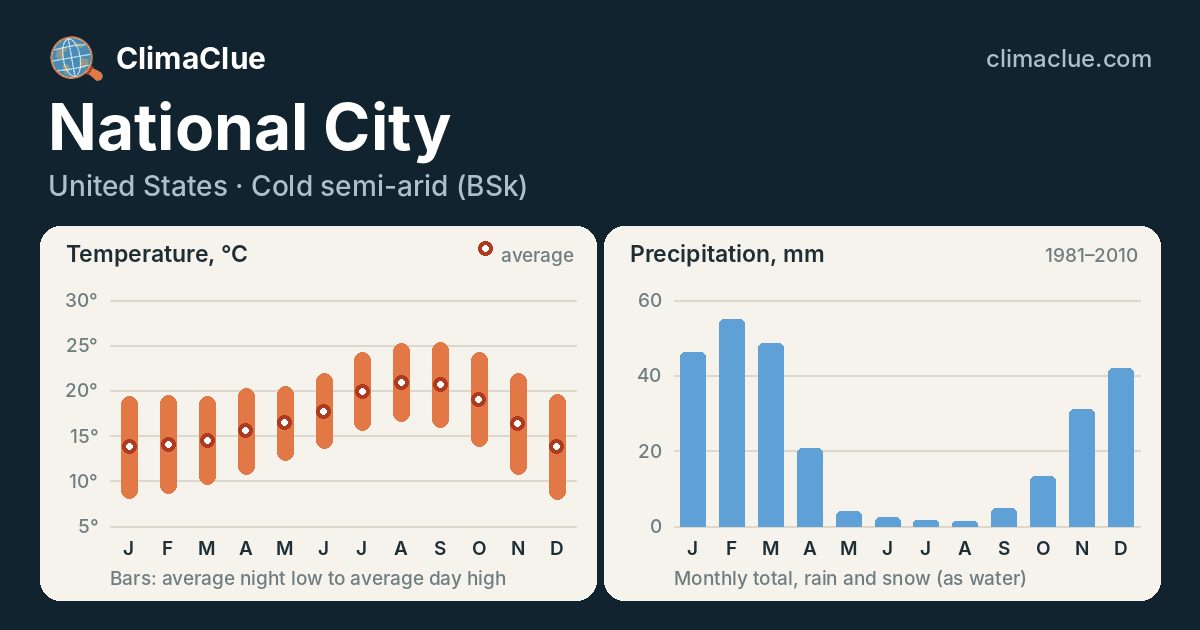 ClimaClue
climaclue.com
National City
United States · Cold semi-arid (BSk)
Temperature, °C
average
30°
25°
20°
15°
10°
5°
J F M A M J J A S O N D
Bars: average night low to average day high
Precipitation, mm
1981–2010
60
40
20
0
J F M A M J J A S O N D
Monthly total, rain and snow (as water)